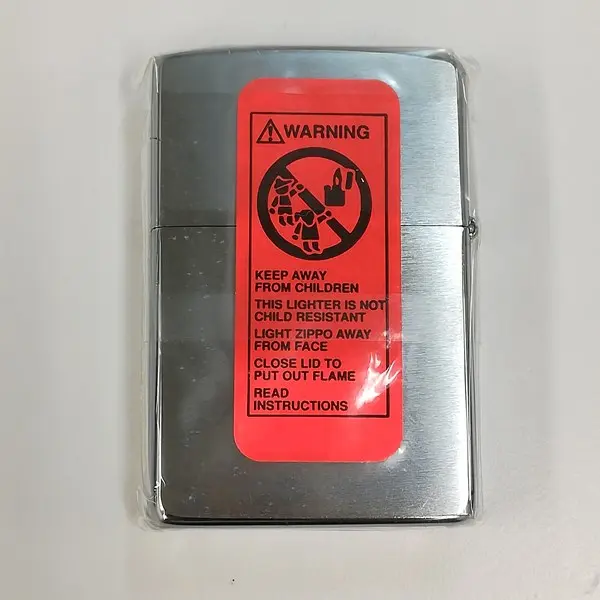 WARNING
KEEP AWAY
FROM CHILDREN
THIS LIGHTER IS NOT
CHILD RESISTANT
LIGHT ZIPPO AWAY
FROM FACE
CLOSE LID TO
PUT OUT FLAME
READ
INSTRUCTIONS